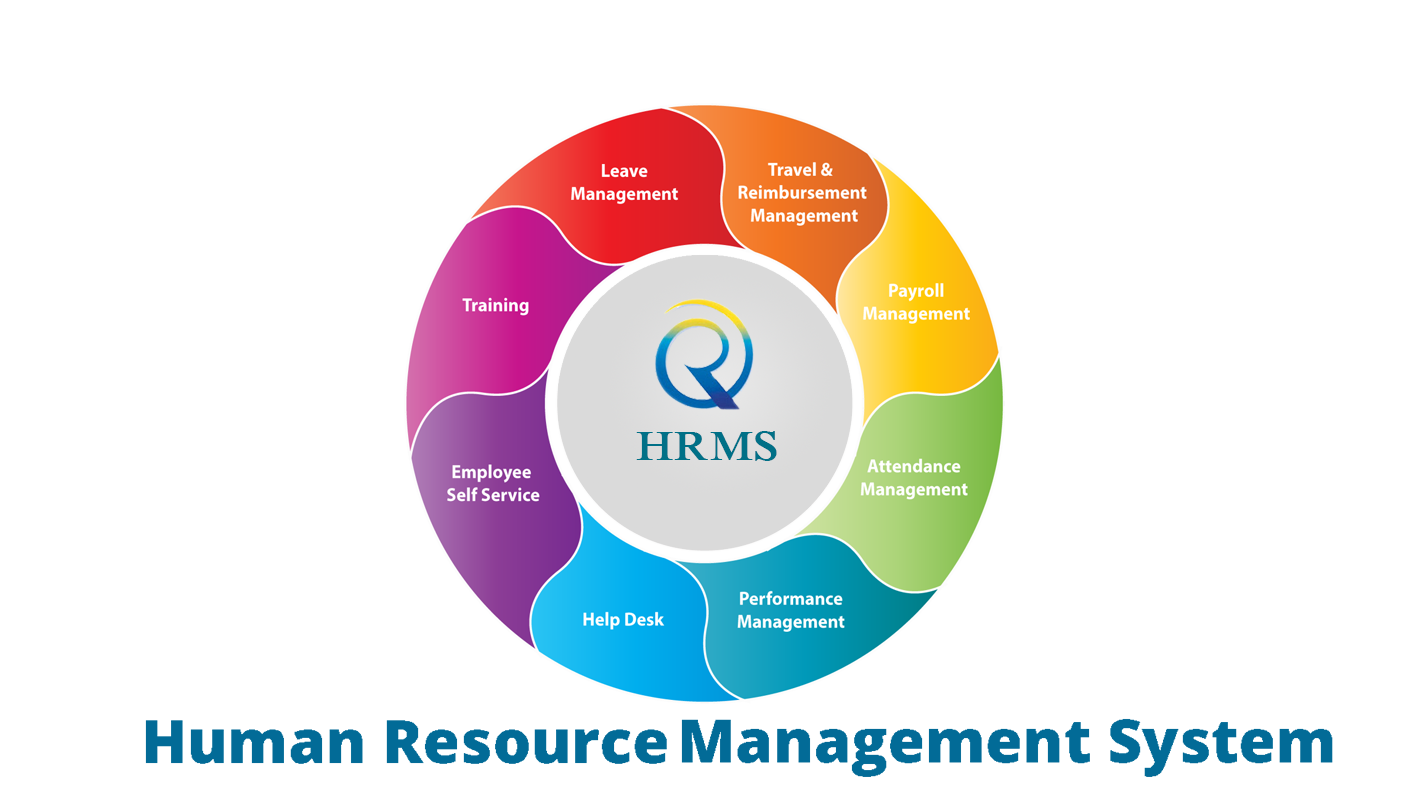 Leave
Management
Travel &
Reimbursement
Management
Payroll
Management
Attendance
Management
Performance
Management
Help Desk
Employee
Self Service
Training
HRMS
Human Resource Management System